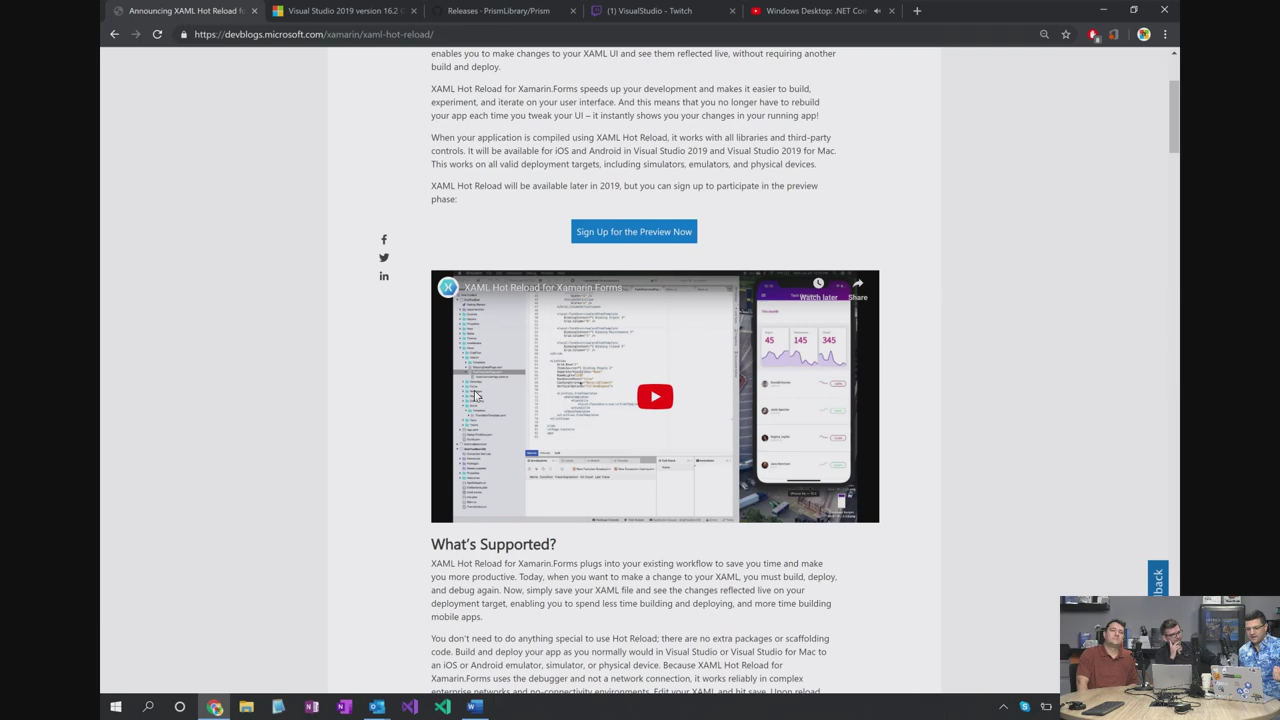 Announcing XAML Hot Reload fo
Visual Studio 2019 version 16.2 G
Releases - PrismLibrary/Prism
(1) VisualStudio - Twitch
Windows Desktop: .NET Co
https://devblogs.microsoft.com/xamarin/xaml-hot-reload/
enables you to make changes to your XAML UI and see them reflected live, without requiring another
build and deploy.
XAML Hot Reload for Xamarin.Forms speeds up your development and makes it easier to build,
experiment, and iterate on your user interface. And this means that you no longer have to rebuild
your app each time you tweak your UI – it instantly shows you your changes in your running app!
When your application is compiled using XAML Hot Reload, it works with all libraries and third-party
controls. It will be available for iOS and Android in Visual Studio 2019 and Visual Studio 2019 for Mac.
This works on all valid deployment targets, including simulators, emulators, and physical devices.
XAML Hot Reload will be available later in 2019, but you can sign up to participate in the preview
phase:
Sign Up for the Preview Now
XAML Hot Reload for Xamarin.Forms
Watch later
Share
45
145
345
What's Supported?
XAML Hot Reload for Xamarin.Forms plugs into your existing workflow to save you time and make
you more productive. Today, when you want to make a change to your XAML, you must build, deploy,
and debug again. Now, simply save your XAML file and see the changes reflected live on your
deployment target, enabling you to spend less time building and deploying, and more time building
mobile apps.
You don't need to do anything special to use Hot Reload; there are no extra packages or scaffolding
code. Build and deploy your app as you normally would in Visual Studio or Visual Studio for Mac to
an iOS or Android emulator, simulator, or physical device. Because XAML Hot Reload for
Xamarin.Forms uses the debugger and not a network connection, it works reliably in complex
enterprise networks and no-connectivity environments. Edit your XAML and hit save. Upon reload,
back